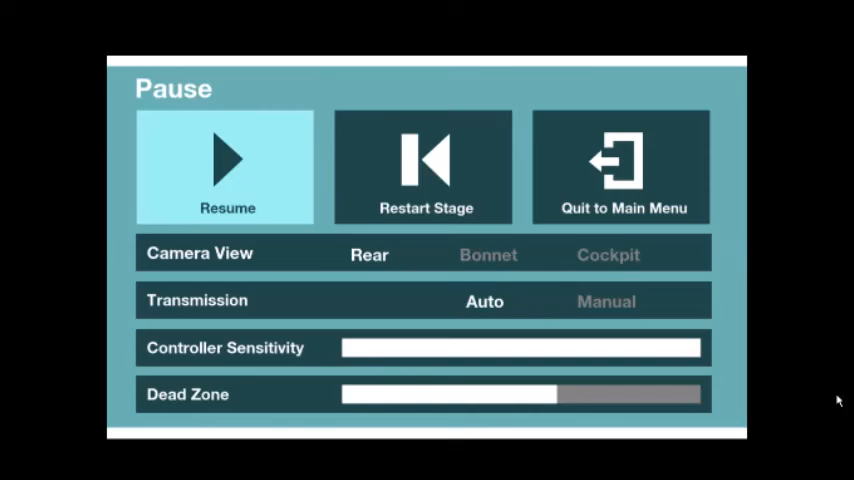 Pause
Resume
Restart Stage
Quit to Main Menu
Camera View Rear Bonnet Cockpit
Transmission Auto Manual
Controller Sensitivity
Dead Zone